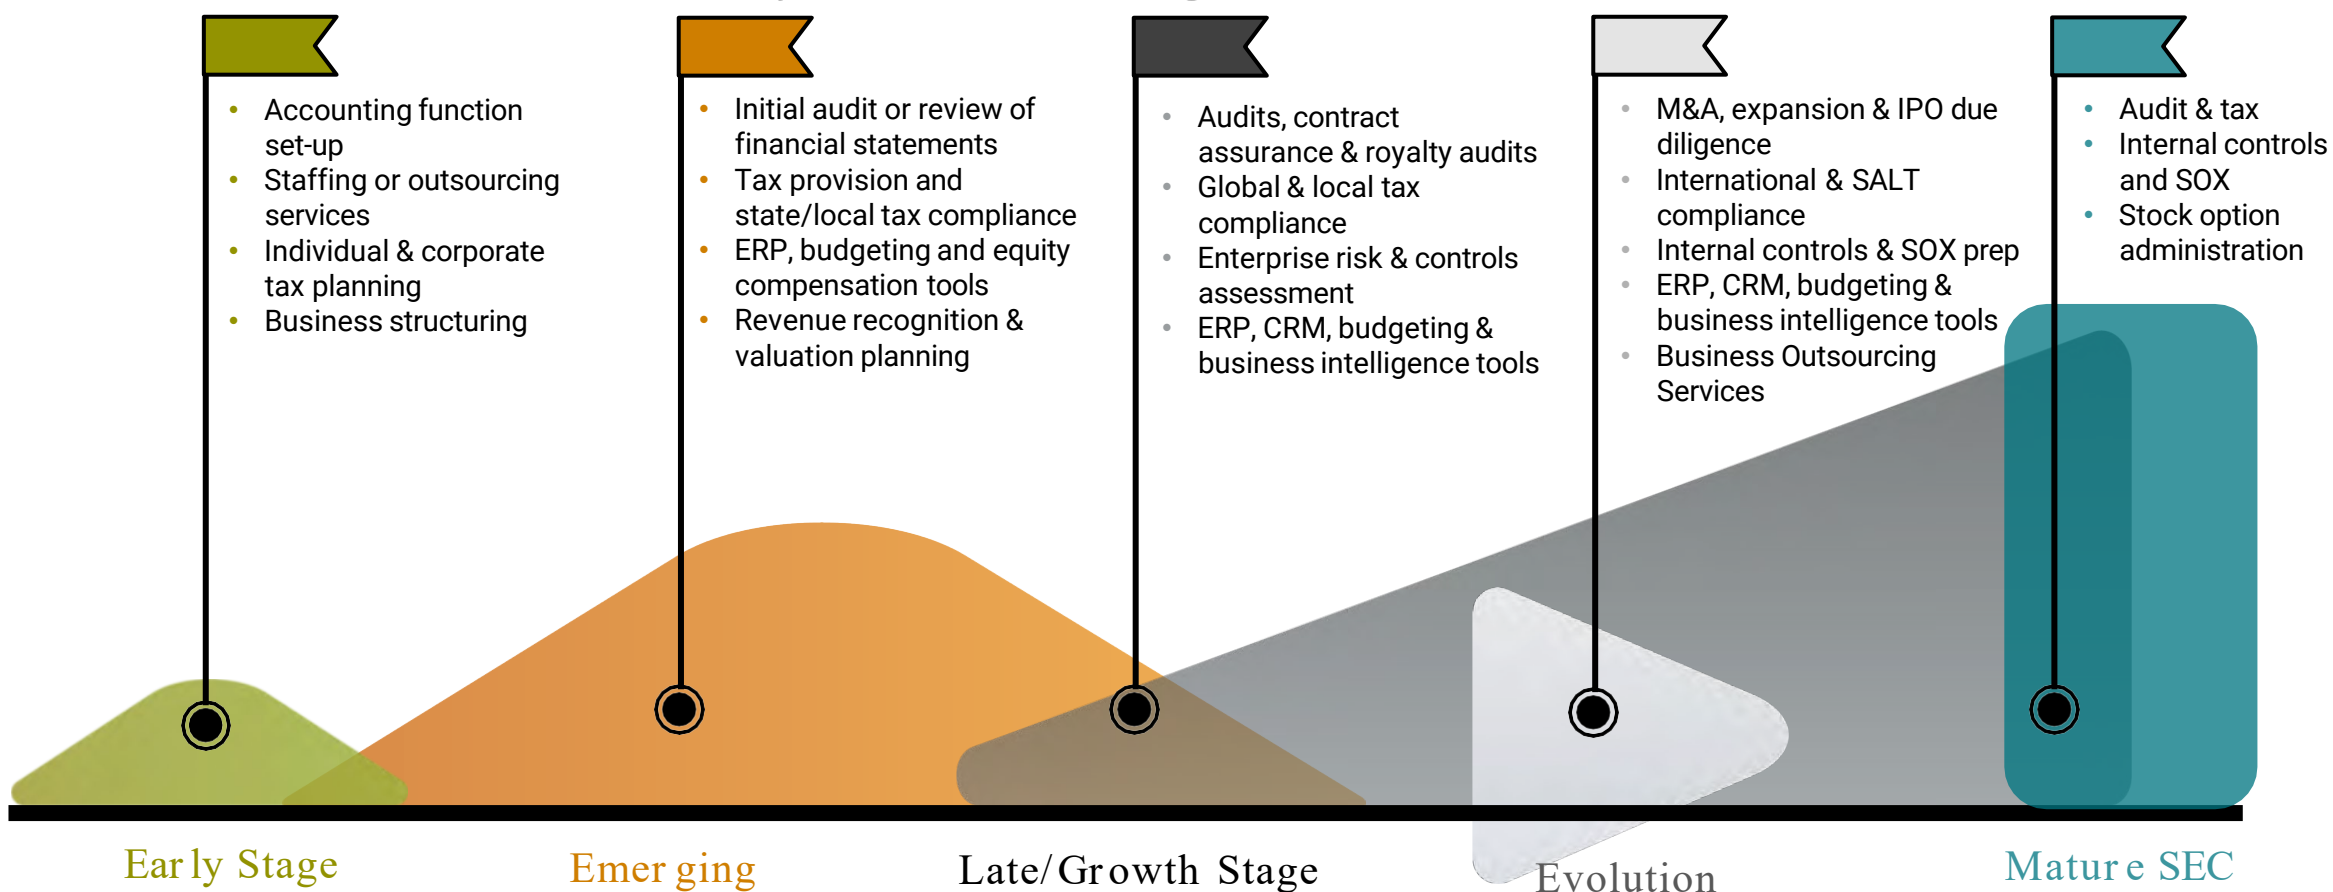 Accounting function
set-up
Staffing or outsourcing
services
Individual & corporate
tax planning
Business structuring
Initial audit or review of
financial statements
Tax provision and
state/local tax compliance
ERP, budgeting and equity
compensation tools
Revenue recognition &
valuation planning
Audits, contract
assurance & royalty audits
Global & local tax
compliance
Enterprise risk & controls
assessment
ERP, CRM, budgeting &
business intelligence tools
M&A, expansion & IPO due
diligence
International & SALT
compliance
Internal controls & SOX prep
ERP, CRM, budgeting &
business intelligence tools
Business Outsourcing
Services
Audit & tax
Internal controls
and SOX
Stock option
administration
Early Stage
Emerging
Late/Growth Stage
Evolution
Mature SEC